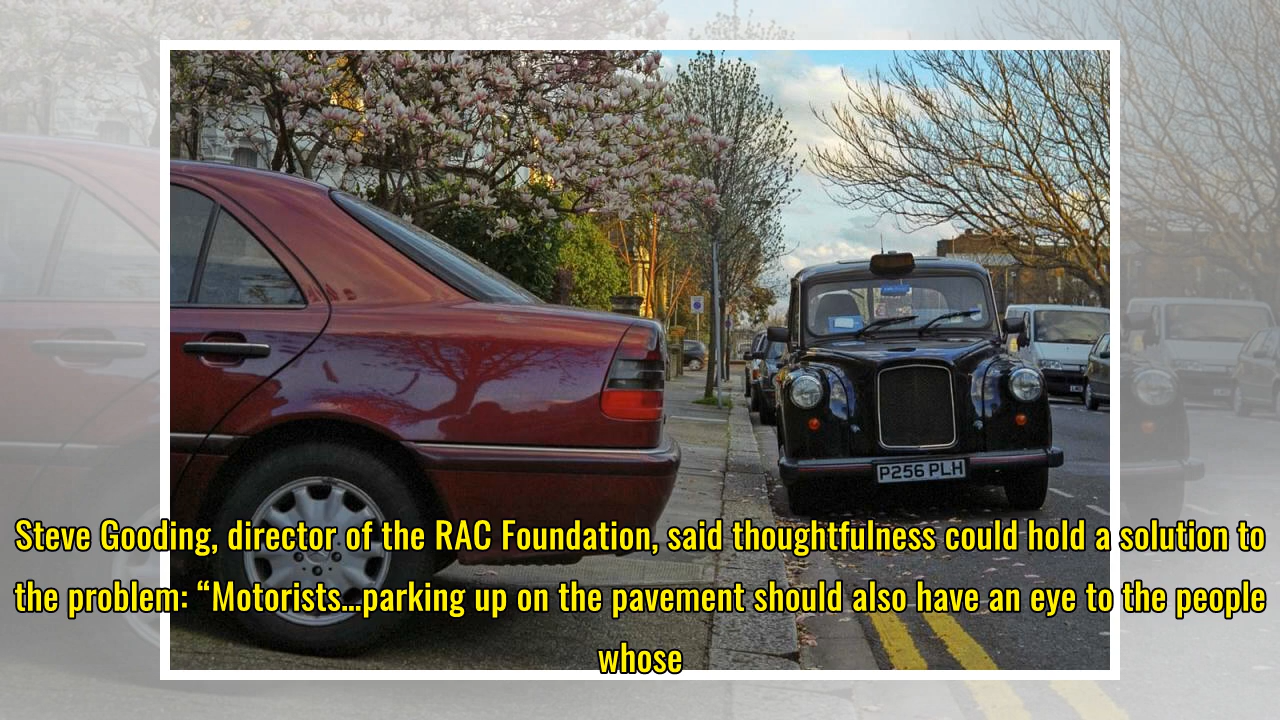 P256 PLH
Steve Gooding, director of the RAC Foundation, said thoughtfulness could hold a solution to
the problem: “Motorists...parking up on the pavement should also have an eye to the people
whose